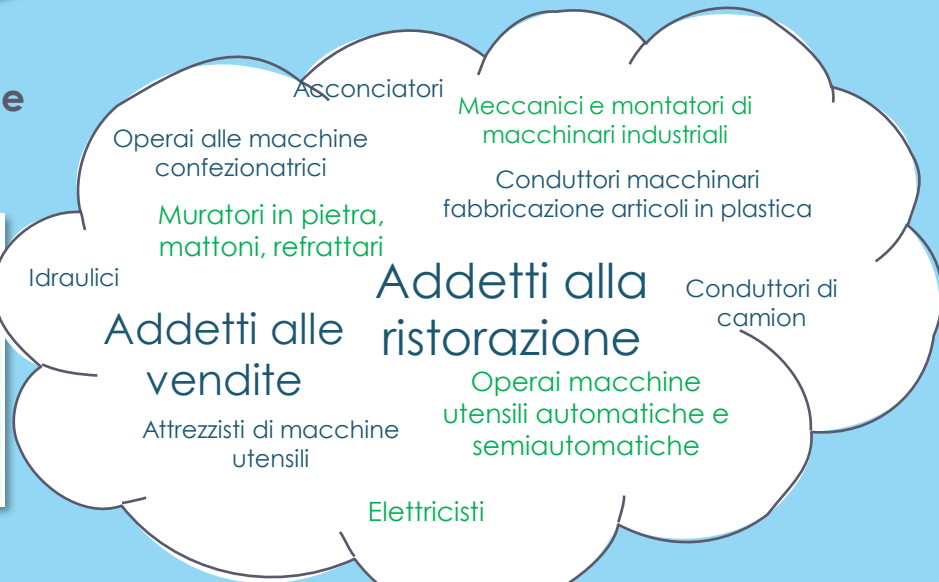 e
Acconciatori
Meccanici e montatori di
macchinari industriali
Operai alle macchine
confezionatrici
Conduttori macchinari
fabbricazione articoli in plastica
Muratori in pietra,
mattoni, refrattari
Idraulici
Addetti alla
ristorazione
Conduttori di
camion
Addetti alle
vendite
Operai macchine
utensili automatiche e
semiautomatiche
Attrezzisti di macchine
utensili
Elettricisti